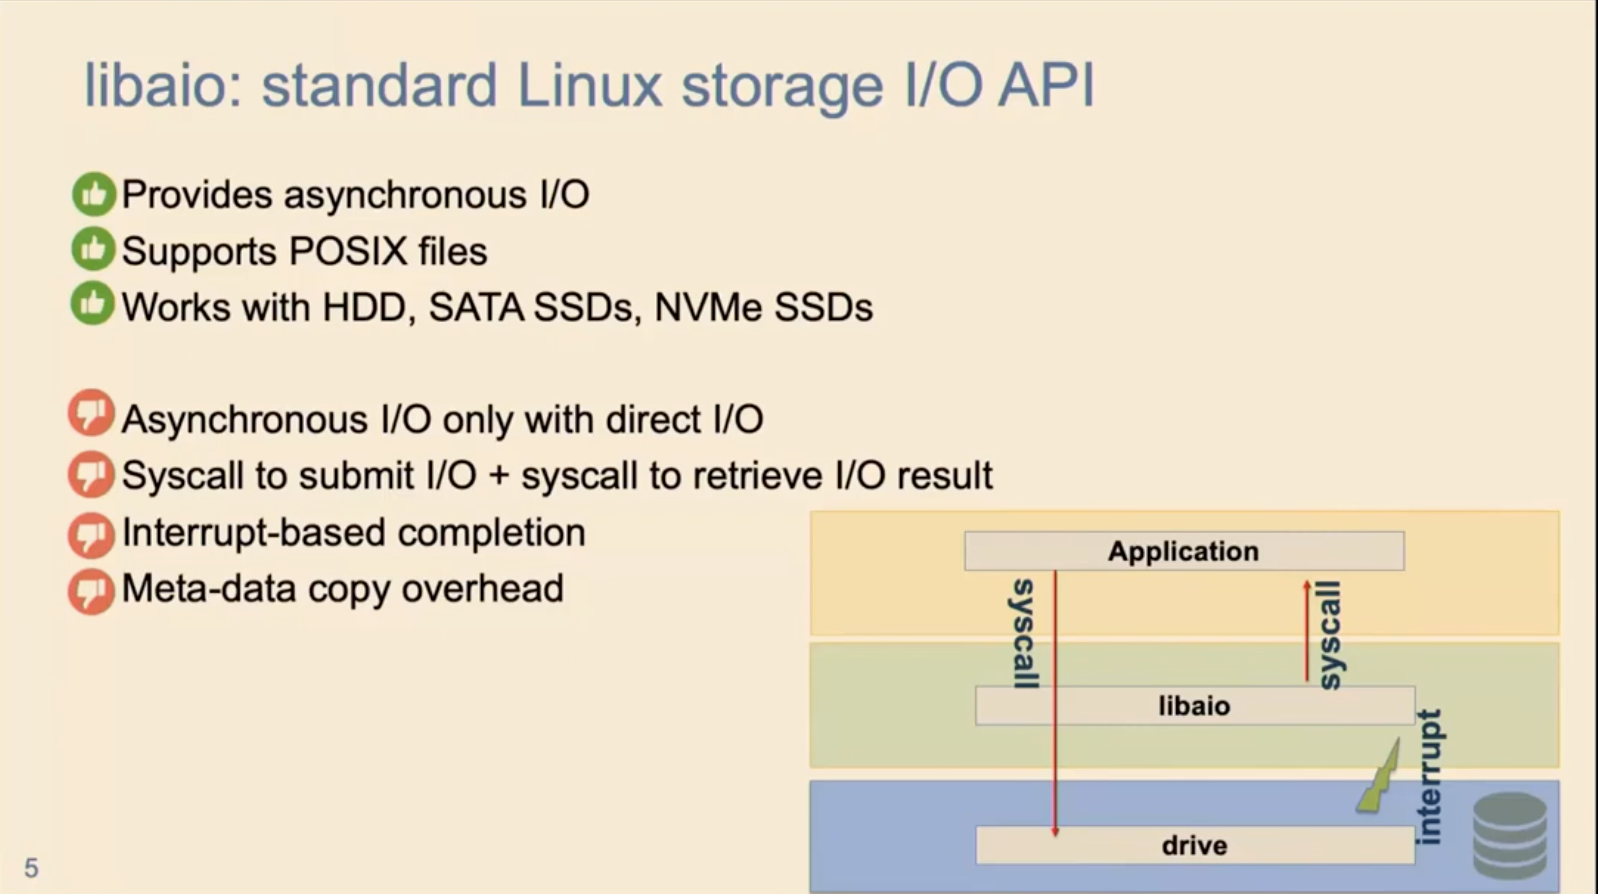 libaio: standard Linux storage I/O API
Provides asynchronous I/O
Supports POSIX files
Works with HDD, SATA SSDs, NVMe SSDs
Asynchronous I/O only with direct I/O
Syscall to submit I/O + syscall to retrieve I/O result
Interrupt-based completion
Meta-data copy overhead
Application
syscall
syscall
libaio
interrupt
drive
5